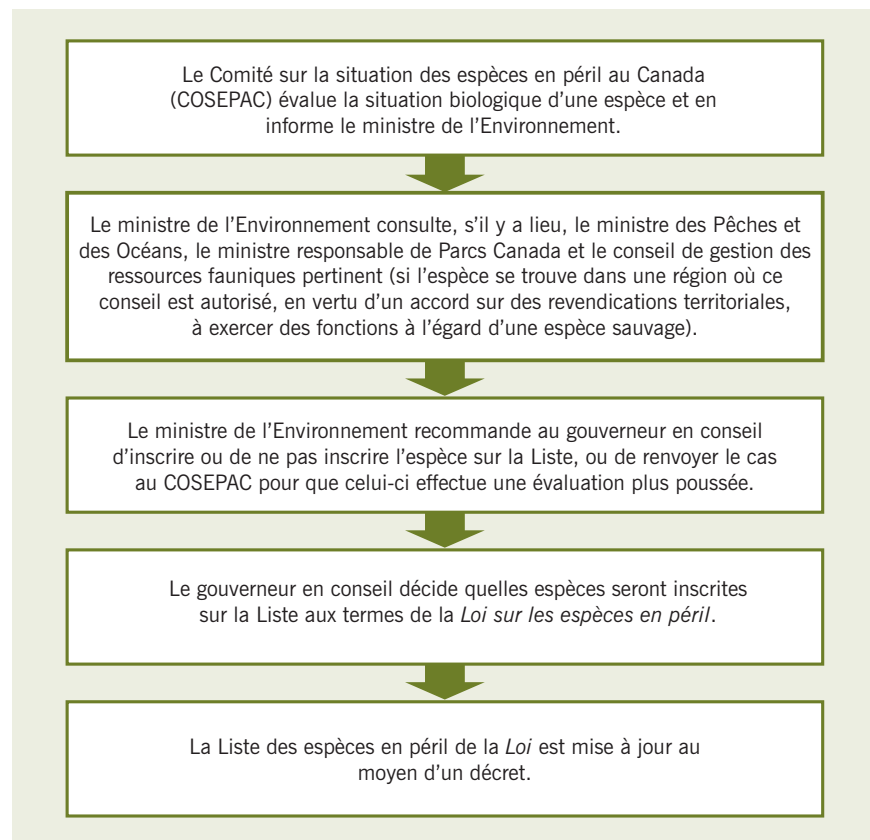 Le Comité sur la situation des espèces en péril au Canada
(COSEPAC) évalue la situation biologique d’une espèce et en
informe le ministre de l’Environnement.
Le ministre de l’Environnement consulte, s’il y a lieu, le ministre des Pêches et
des Océans, le ministre responsable de Parcs Canada et le conseil de gestion des
ressources fauniques pertinent (si l’espèce se trouve dans une région où ce
conseil est autorisé, en vertu d’un accord sur des revendications territoriales,
à exercer des fonctions à l’égard d’une espèce sauvage).
Le ministre de l’Environnement recommande au gouverneur en conseil
d’inscrire ou de ne pas inscrire l’espèce sur la Liste, ou de renvoyer le cas
au COSEPAC pour que celui-ci effectue une évaluation plus poussée.
Le gouverneur en conseil décide quelles espèces seront inscrites
sur la Liste aux termes de la Loi sur les espèces en péril.
La Liste des espèces en péril de la Loi est mise à jour au
moyen d’un décret.